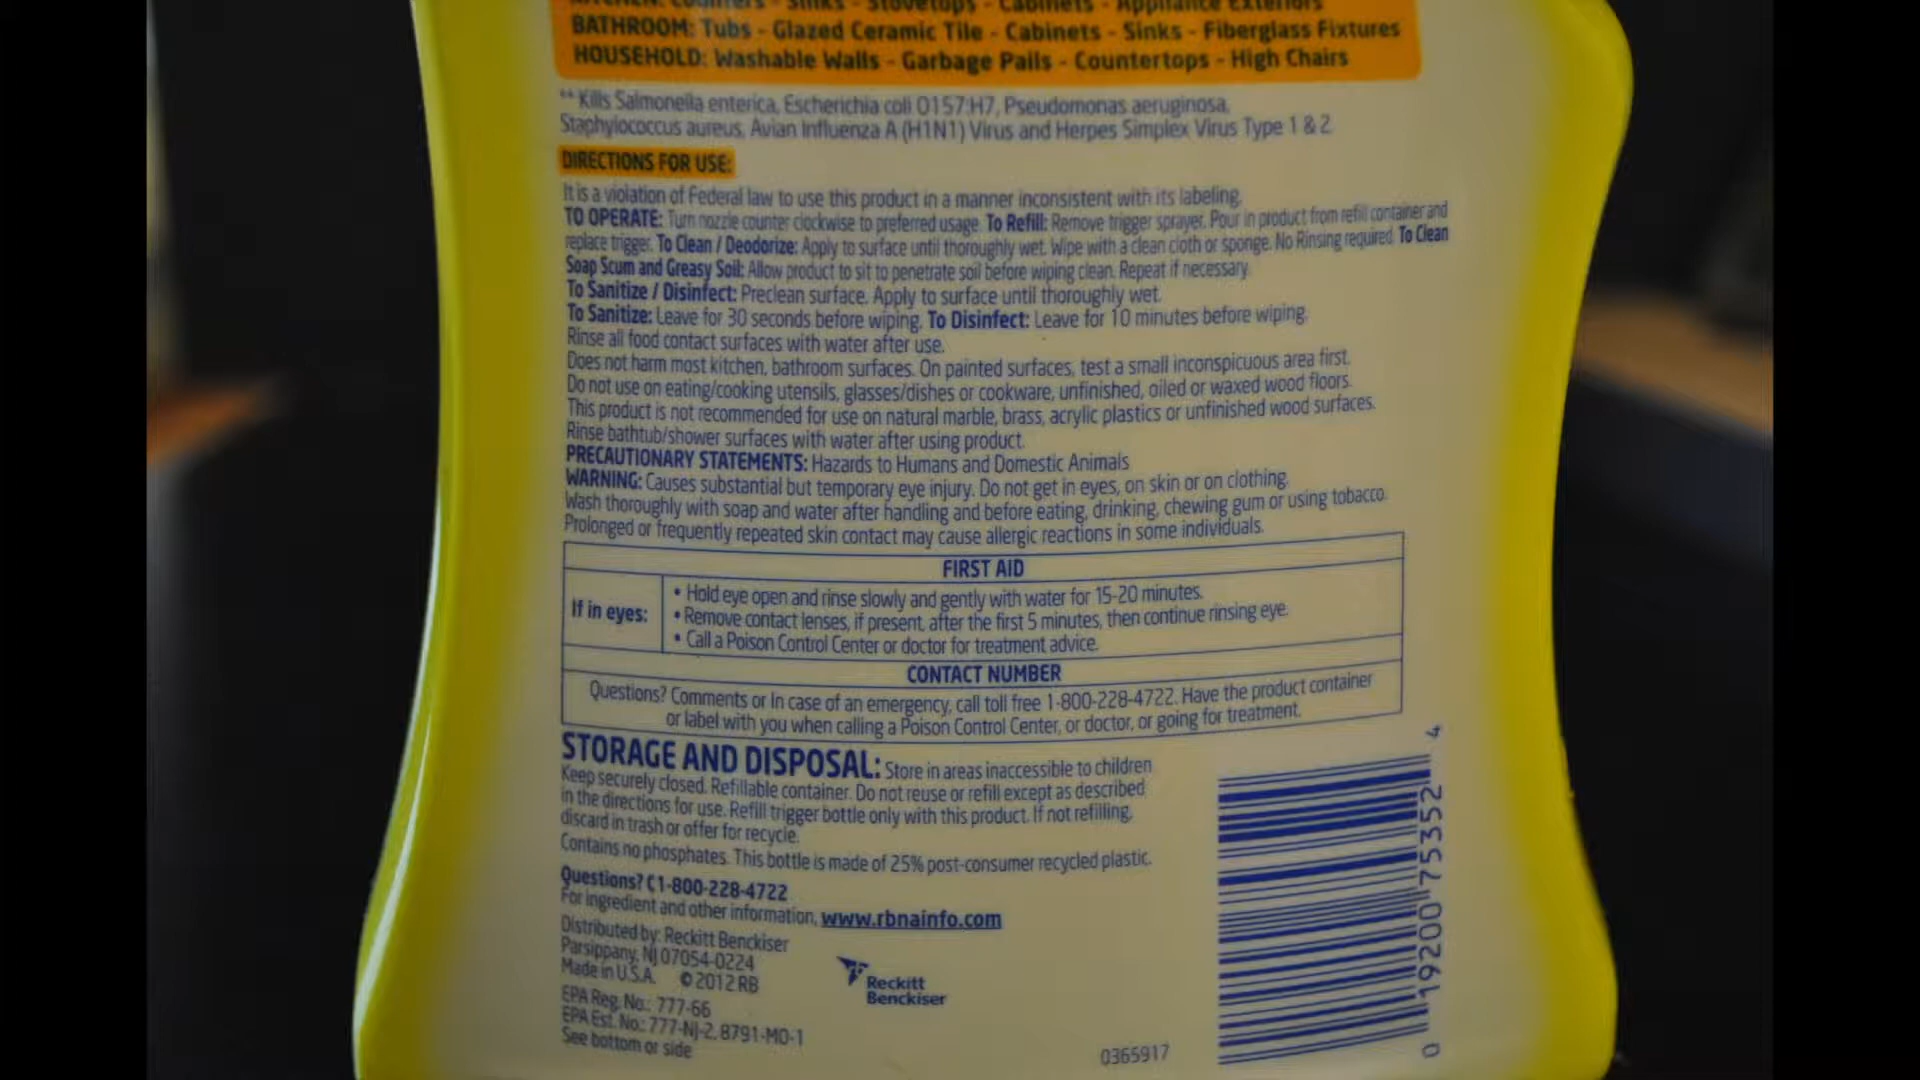 KITCHEN: Counters - Sinks - Stovetops - Cabinets - Appliance Exteriors
BATHROOM: Tubs - Glazed Ceramic Tile - Cabinets - Sinks - Fiberglass Fixtures
HOUSEHOLD: Washable Walls - Garbage Pails - Countertops - High Chairs
** Kills Salmonella enterica, Escherichia coli O157:H7, Pseudomonas aeruginosa,
Staphylococcus aureus, Avian Influenza A (H1N1) Virus and Herpes Simplex Virus Type 1 & 2.
DIRECTIONS FOR USE:
It is a violation of Federal law to use this product in a manner inconsistent with its labeling.
TO OPERATE: Turn nozzle counter clockwise to preferred usage. To Refill: Remove trigger sprayer. Pour in product from refill container and
replace trigger. To Clean / Deodorize: Apply to surface until thoroughly wet. Wipe with a clean cloth or sponge. No Rinsing required. To Clean
Soap Scum and Greasy Soil: Allow product to sit to penetrate soil before wiping clean. Repeat if necessary.
To Sanitize / Disinfect: Preclean surface. Apply to surface until thoroughly wet.
To Sanitize: Leave for 30 seconds before wiping. To Disinfect: Leave for 10 minutes before wiping.
Rinse all food contact surfaces with water after use.
Does not harm most kitchen, bathroom surfaces. On painted surfaces, test a small inconspicuous area first.
Do not use on eating/cooking utensils, glasses/dishes or cookware, unfinished, oiled or waxed wood floors.
This product is not recommended for use on natural marble, brass, acrylic plastics or unfinished wood surfaces.
Rinse bathtub/shower surfaces with water after using product.
PRECAUTIONARY STATEMENTS: Hazards to Humans and Domestic Animals
WARNING: Causes substantial but temporary eye injury. Do not get in eyes, on skin or on clothing.
Wash thoroughly with soap and water after handling and before eating, drinking, chewing gum or using tobacco.
Prolonged or frequently repeated skin contact may cause allergic reactions in some individuals.
FIRST AID
If in eyes:
• Hold eye open and rinse slowly and gently with water for 15-20 minutes.
• Remove contact lenses, if present, after the first 5 minutes, then continue rinsing eye.
• Call a Poison Control Center or doctor for treatment advice.
CONTACT NUMBER
Questions? Comments or In case of an emergency, call toll free 1-800-228-4722. Have the product container
or label with you when calling a Poison Control Center, or doctor, or going for treatment.
STORAGE AND DISPOSAL: Store in areas inaccessible to children
Keep securely closed. Refillable container. Do not reuse or refill except as described
in the directions for use. Refill trigger bottle only with this product. If not refilling,
discard in trash or offer for recycle.
Contains no phosphates. This bottle is made of 25% post-consumer recycled plastic.
Questions? ✆1-800-228-4722
For ingredient and other information, www.rbnainfo.com
Distributed by: Reckitt Benckiser
Parsippany, NJ 07054-0224
Made in U.S.A. © 2012 RB
Reckitt
Benckiser
EPA Reg. No.: 777-66
EPA Est. No.: 777-NJ-2, 8791-MO-1
See bottom or side
0365917
0 19200 75352 4